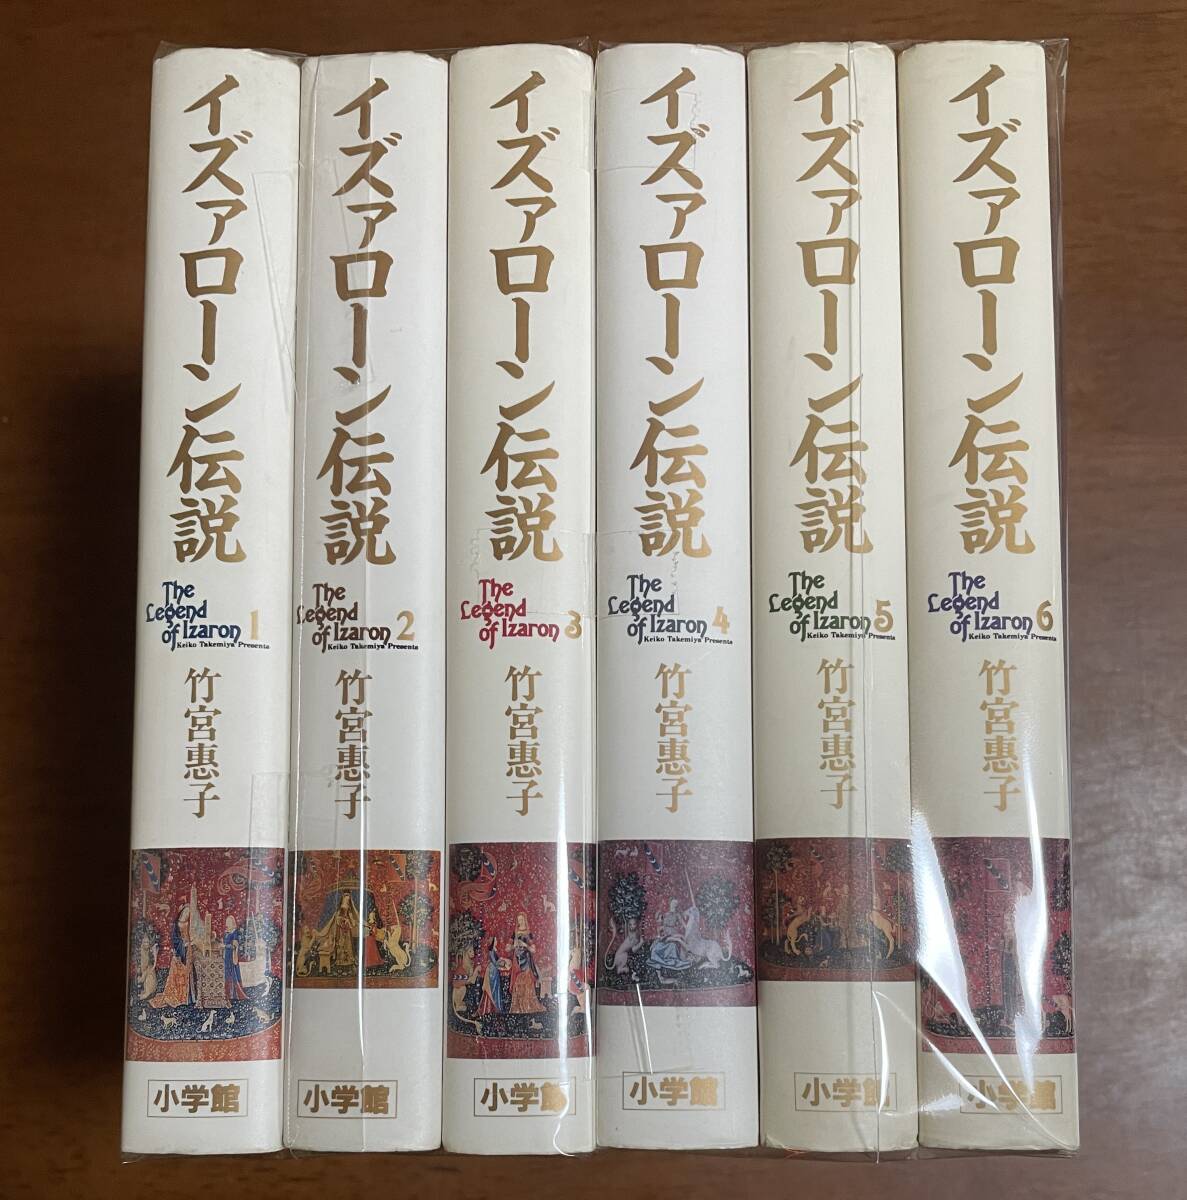 イズァローン伝説
The
Legend
of Izaron
1
Keiko Takemiya Presents
竹宮惠子
小学館
イズァローン伝説
The
Legend
of Izaron
2
Keiko Takemiya Presents
竹宮惠子
小学館
イズァローン伝説
The
Legend
of Izaron
3
竹宮惠子
小学館
イズァローン伝説
The
Legend
of Izaron
4
Keiko Takemiya Presents
竹宮惠子
小学館
イズァローン伝説
The
Legend
of Izaron
5
Keiko Takemiya Presents
竹宮惠子
小学館
イズァローン伝説
The
Legend
of Izaron
6
Keiko Takemiya Presents
竹宮惠子
小学館